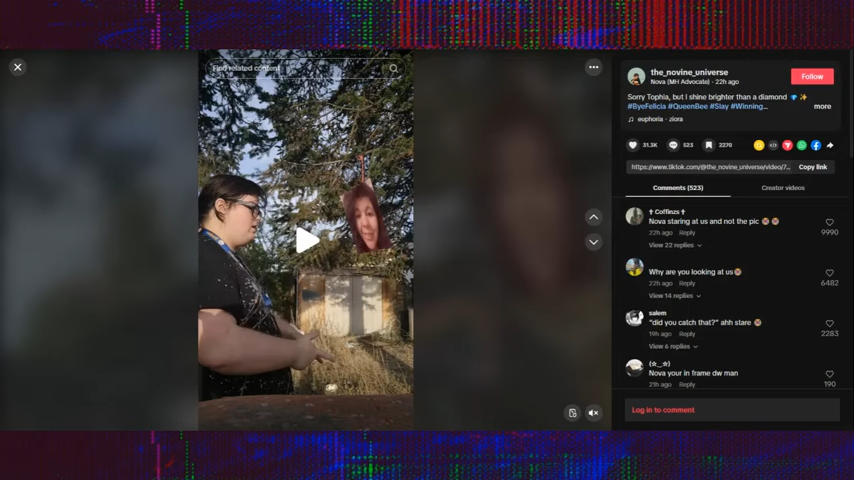 Find related content
the_novine_universe
Nova (MH Advocate) · 22h ago
Follow
Sorry Tophia, but I shine brighter than a diamond
#ByeFelicia #QueenBee #Slay #Winning...
more
euphoria - ziora
31.3K
523
2270
https://www.tiktok.com/@the_novine_universe/video/7...
Copy link
Comments (523)
Creator videos
✝ Coffinzs ✝
Nova staring at us and not the pic
22h ago
Reply
9990
View 22 replies
Why are you looking at us
22h ago
Reply
6482
View 14 replies
salem
"did you catch that?" ahh stare
19h ago
Reply
2283
View 6 replies
Nova your in frame dw man
21h ago
Reply
190
Log in to comment